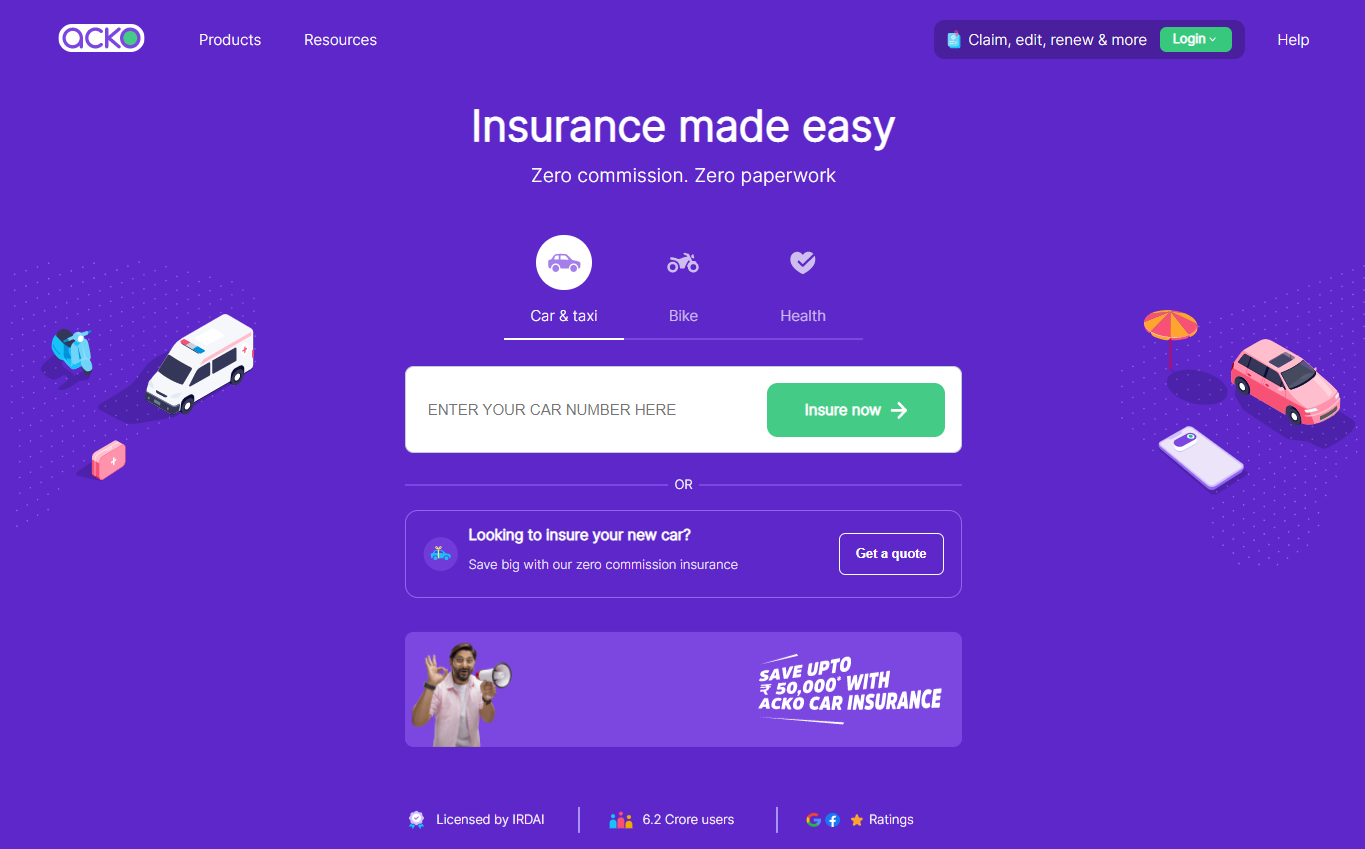 acko
Products
Resources
Claim, edit, renew & more
Login
Help
Insurance made easy
Zero commission. Zero paperwork
Car & taxi
Bike
Health
ENTER YOUR CAR NUMBER HERE
Insure now
OR
Looking to insure your new car?
Save big with our zero commission insurance
Get a quote
SAVE UPTO
₹ 50,000* WITH
ACKO CAR INSURANCE
Licensed by IRDAI
6.2 Crore users
Ratings